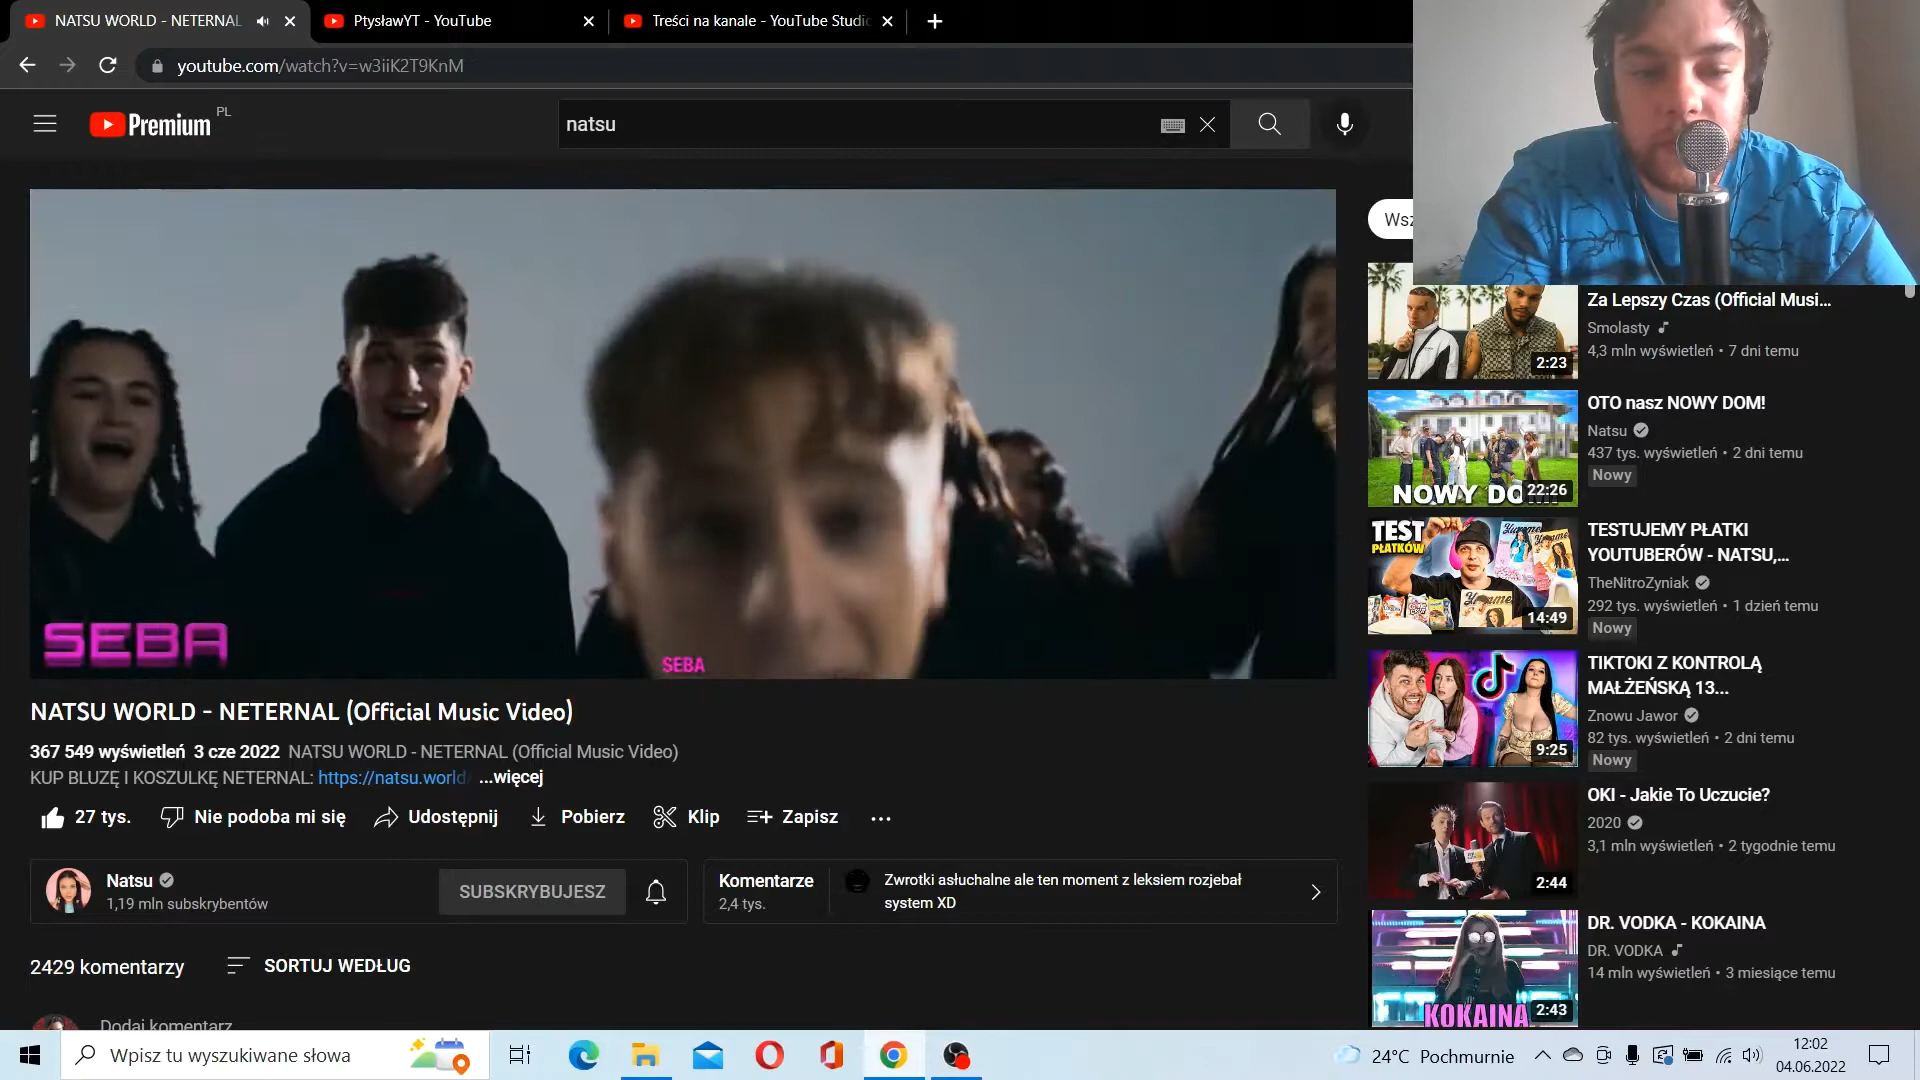 NATSU WORLD - NETERNAL
PtysławYT - YouTube
Treści na kanale - YouTube Studio
youtube.com/watch?v=w3iiK2T9KnM
Premium PL
natsu
SEBA
SEBA
NATSU WORLD - NETERNAL (Official Music Video)
367 549 wyświetleń 3 cze 2022 NATSU WORLD - NETERNAL (Official Music Video)
KUP BLUZĘ I KOSZULKĘ NETERNAL: https://natsu.world/ ...więcej
27 tys. Nie podoba mi się Udostępnij Pobierz Klip Zapisz
Natsu
1,19 mln subskrybentów
SUBSKRYBUJESZ
Komentarze
2,4 tys.
Zwrotki asłuchalne ale ten moment z leksiem rozjebał
system XD
2429 komentarzy
SORTUJ WEDŁUG
Dodaj komentarz
Za Lepszy Czas (Official Musi...
Smolasty
4,3 mln wyświetleń • 7 dni temu
2:23
OTO nasz NOWY DOM!
Natsu
437 tys. wyświetleń • 2 dni temu
Nowy
22:26
TEST
PŁATKÓW
TESTUJEMY PŁATKI
YOUTUBERÓW - NATSU,...
TheNitroZyniak
292 tys. wyświetleń • 1 dzień temu
Nowy
14:49
TIKTOKI Z KONTROLĄ
MAŁŻEŃSKĄ 13...
Znowu Jawor
82 tys. wyświetleń • 2 dni temu
Nowy
9:25
OKI - Jakie To Uczucie?
2020
3,1 mln wyświetleń • 2 tygodnie temu
2:44
DR. VODKA - KOKAINA
DR. VODKA
14 mln wyświetleń • 3 miesiące temu
KOKAINA
2:43
Wpisz tu wyszukiwane słowa
24°C Pochmurnie
12:02
04.06.2022